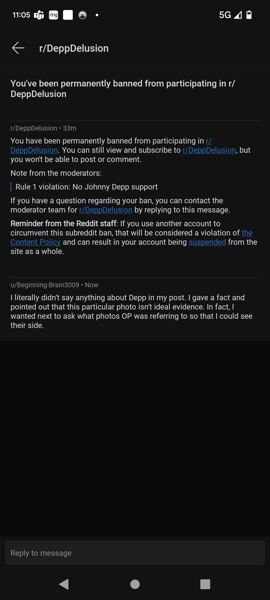 11:05
5G
r/DeppDelusion
You've been permanently banned from participating in r/
DeppDelusion
r/DeppDelusion • 33m
You have been permanently banned from participating in r/
DeppDelusion. You can still view and subscribe to r/DeppDelusion, but
you won't be able to post or comment.
Note from the moderators:
Rule 1 violation: No Johnny Depp support
If you have a question regarding your ban, you can contact the
moderator team for r/DeppDelusion by replying to this message.
Reminder from the Reddit staff: If you use another account to
circumvent this subreddit ban, that will be considered a violation of the
Content Policy and can result in your account being suspended from the
site as a whole.
u/Beginning-Brain3009 • Now
I literally didn't say anything about Depp in my post. I gave a fact and
pointed out that this particular photo isn't ideal evidence. In fact, I
wanted next to ask what photos OP was referring to so that I could see
their side.
Reply to message